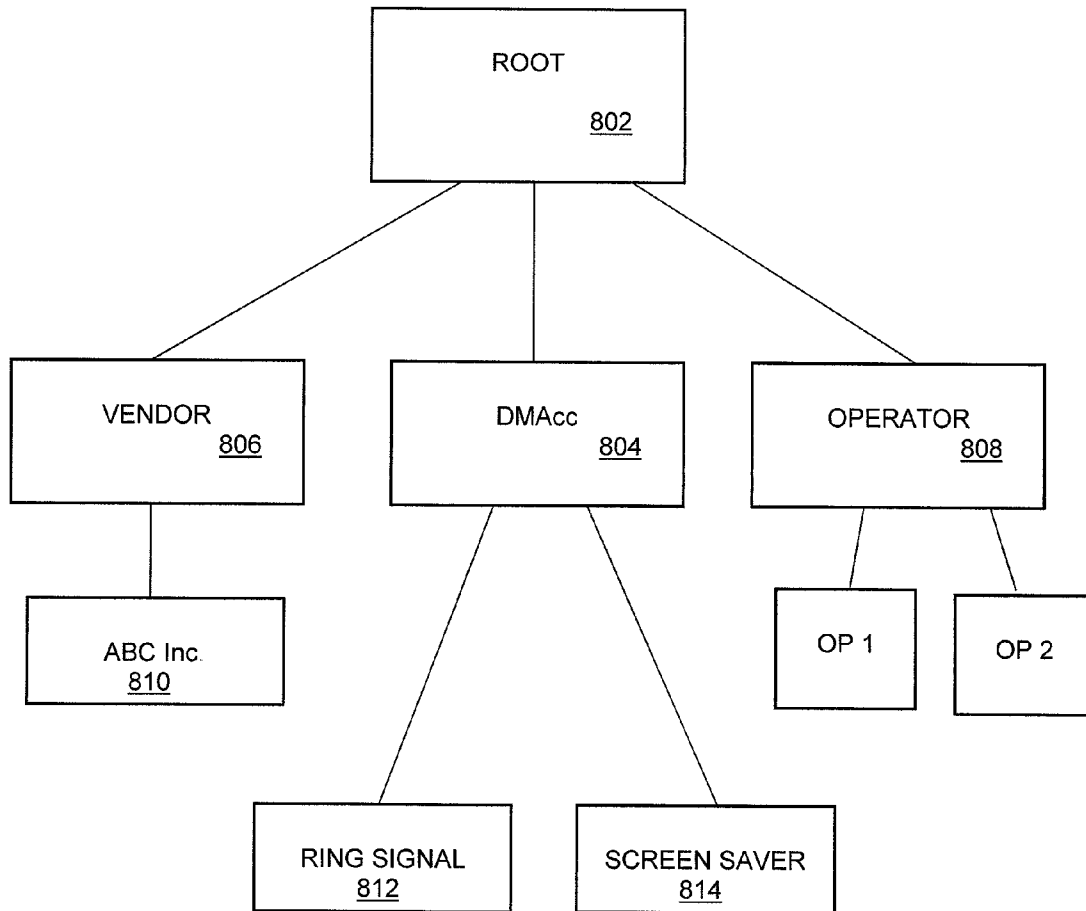 ROOT
802
VENDOR
806
DMAcc
804
OPERATOR
808
ABC Inc.
810
OP 1
OP 2
RING SIGNAL
812
SCREEN SAVER
814